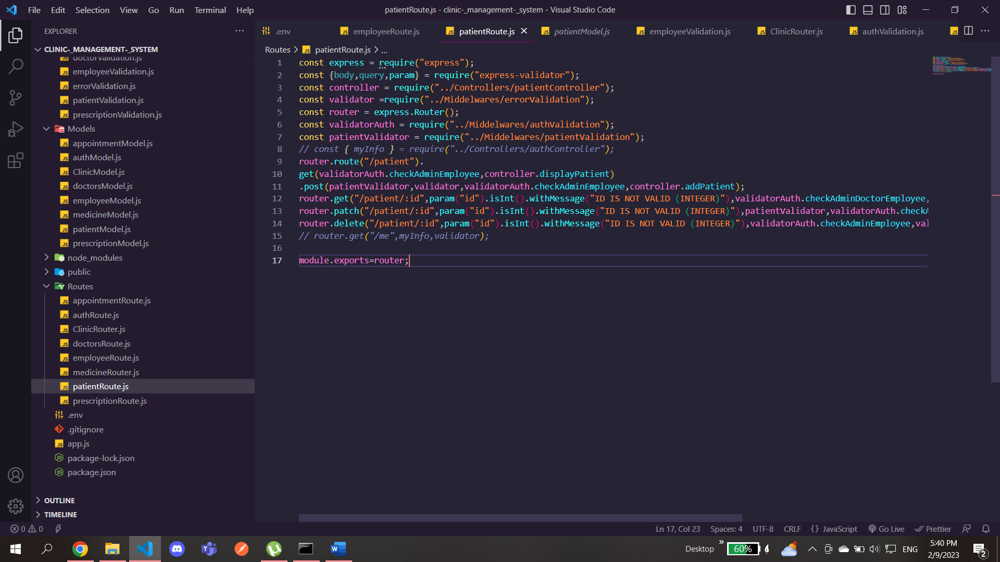 File Edit Selection View Go Run Terminal Help
patientRoute.js - clinic-_management-_system - Visual Studio Code
EXPLORER
CLINIC-_MANAGEMENT-_SYSTEM
doctorValidation.js
employeeValidation.js
errorValidation.js
patientValidation.js
prescriptionValidation.js
Models
appointmentModel.js
authModel.js
ClinicModel.js
doctorsModel.js
employeeModel.js
medicineModel.js
patientModel.js
prescriptionModel.js
node_modules
public
Routes
appointmentRoute.js
authRoute.js
ClinicRouter.js
doctorsRoute.js
employeeRoute.js
medicineRouter.js
patientRoute.js
prescriptionRoute.js
.env
.gitignore
app.js
package-lock.json
package.json
OUTLINE
TIMELINE
.env employeeRoute.js patientRoute.js patientModel.js employeeValidation.js ClinicRouter.js authValidation.js
Routes > patientRoute.js > ...
1 const express = require("express");
2 const {body,query,param} = require("express-validator");
3 const controller = require("../Controllers/patientController");
4 const validator =require("../Middelwares/errorValidation");
5 const router = express.Router();
6 const validatorAuth = require("../Middelwares/authValidation");
7 const patientValidator = require("../Middelwares/patientValidation");
8 // const { myInfo } = require("../Controllers/authController");
9 router.route("/patient").
10 get(validatorAuth.checkAdminEmployee,controller.displayPatient)
11 .post(patientValidator,validator,validatorAuth.checkAdminEmployee,controller.addPatient);
12 router.get("/patient/:id",param("id").isInt().withMessage("ID IS NOT VALID (INTEGER)"),validatorAuth.checkAdminDoctorEmployee,
13 router.patch("/patient/:id",param("id").isInt().withMessage("ID IS NOT VALID (INTEGER)"),patientValidator,validatorAuth.checkA
14 router.delete("/patient/:id",param("id").isInt().withMessage("ID IS NOT VALID (INTEGER)"),validatorAuth.checkAdminEmployee,val
15 // router.get("/me",myInfo,validator);
16
17 module.exports=router;
0 0
Ln 17, Col 23 Spaces: 4 UTF-8 CRLF {} JavaScript Go Live Prettier
Desktop 60% ENG
5:40 PM
2/9/2023
2